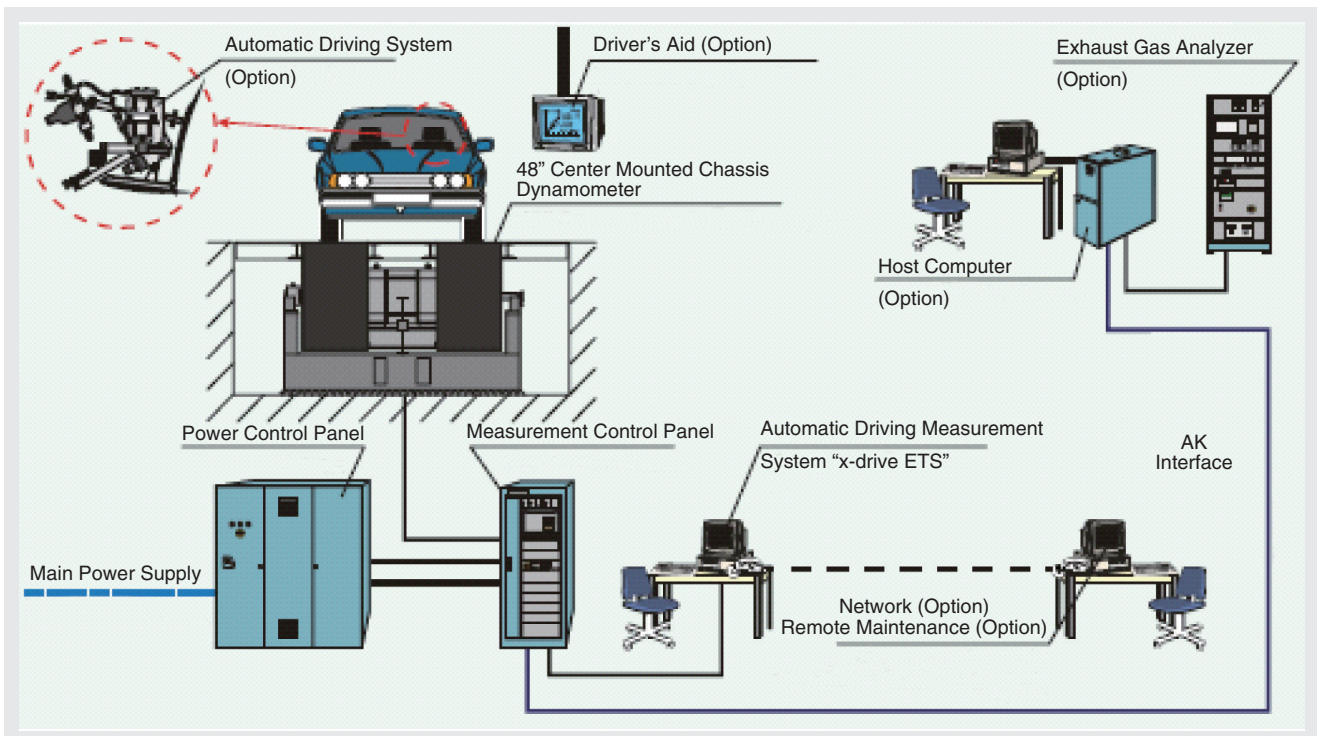 Automatic Driving System
(Option)
Driver's Aid (Option)
Exhaust Gas Analyzer
(Option)
48" Center Mounted Chassis
Dynamometer
Host Computer
(Option)
Power Control Panel
Measurement Control Panel
Automatic Driving Measurement
System "x-drive ETS"
AK
Interface
Main Power Supply
Network (Option)
Remote Maintenance (Option)